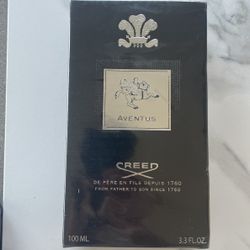 AVENTUS
CREED
DE PÈRE EN FILS DEPUIS 1760
FROM FATHER TO SON SINCE 1760
100 ML 3.3 FL.OZ.